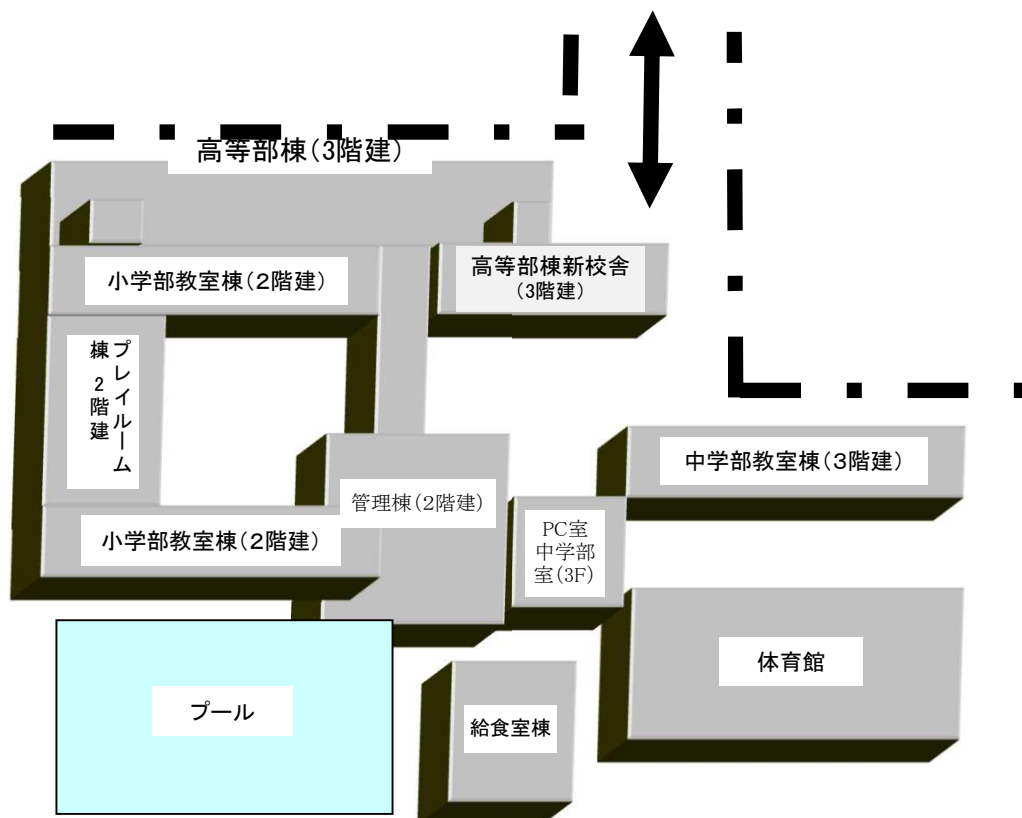 高等部棟(3階建)
小学部教室棟(2階建)
高等部棟新校舎
(3階建)
プレイルーム
棟 2階建
中学部教室棟(3階建)
管理棟(2階建)
PC室
中学部
室(3F)
小学部教室棟(2階建)
体育館
プール
給食室棟